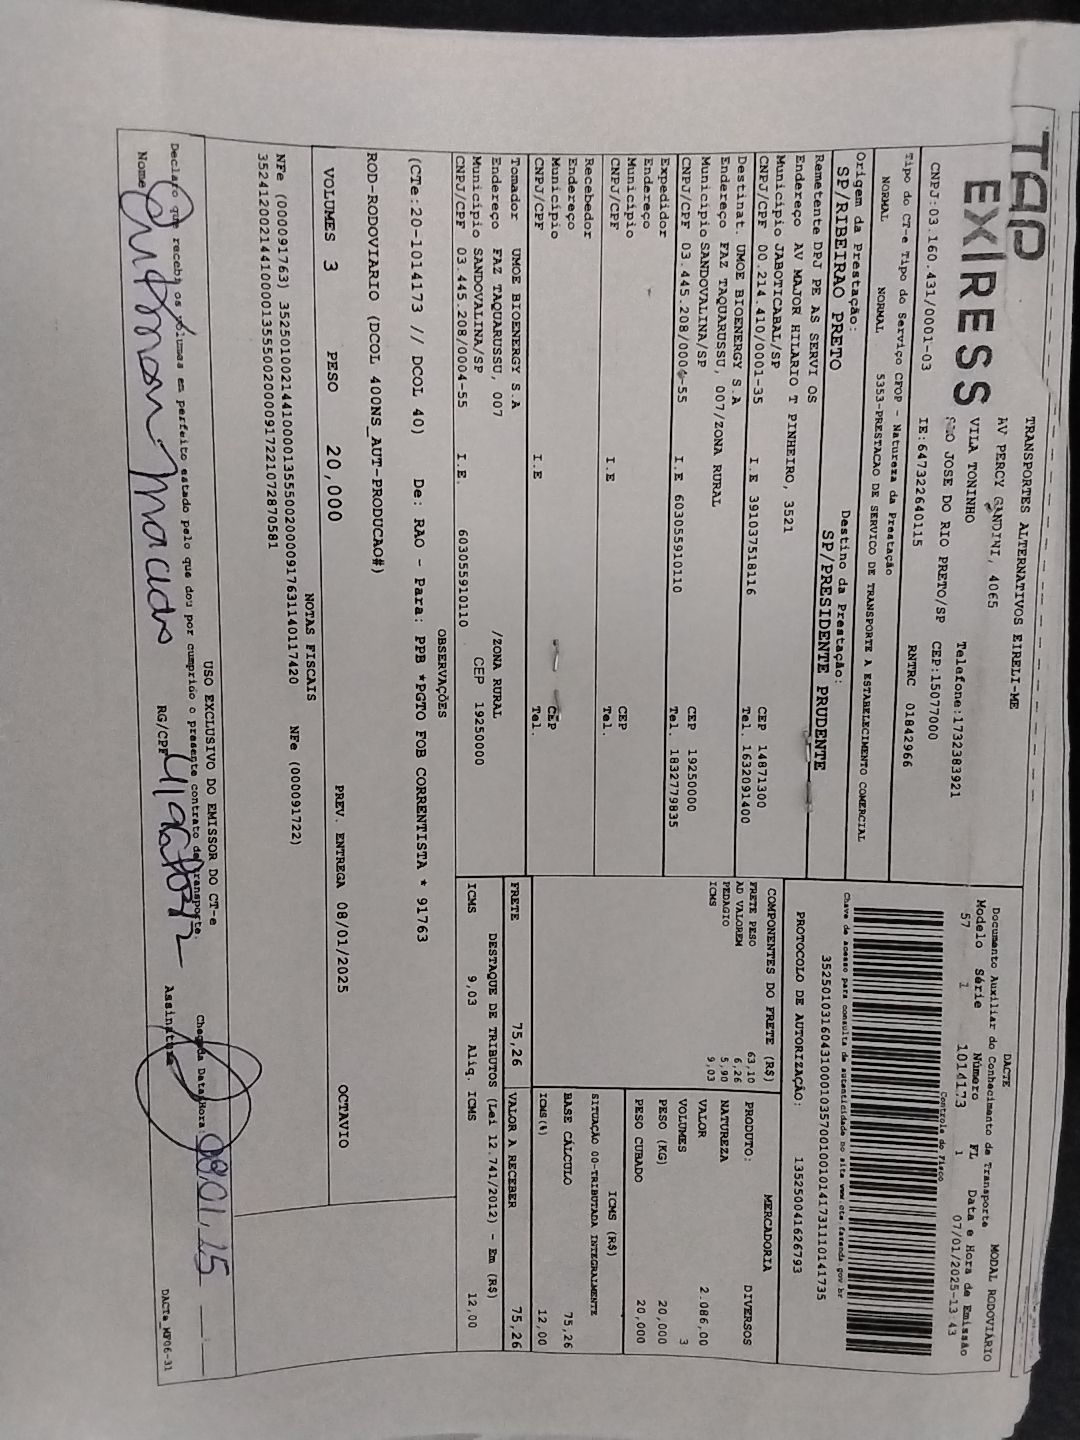 TAP
EXPRESS
TRANSPORTES ALTERNATIVOS EIRELI-ME
AV PERCY GANDINI, 4065
VILA TONINHO
Telefone:1732383921
SAO JOSE DO RIO PRETO/SP CEP:15077000
CNPJ:03.160.431/0001-03 IE:647322640115 RNTRC 01842966
Tipo do CT-e Tipo do Serviço CFOP - Natureza da Prestação
NORMAL NORMAL 5353-PRESTACAO DE SERVICO DE TRANSPORTE A ESTABELECIMENTO COMERCIAL
Origem da Prestação: Destino da Prestação:
SP/RIBEIRAO PRETO SP/PRESIDENTE PRUDENTE
Remetente DPJ PE AS SERVI OS
Endereço AV MAJOR HILARIO T PINHEIRO, 3521
Município JABOTICABAL/SP CEP 14871300
CNPJ/CPF 00.214.410/0001-35 I.E 391037518116 Tel. 1632091400
Destinat. UMOE BIOENERGY S.A
Endereço FAZ TAQUARUSSU, 007/ZONA RURAL
Município SANDOVALINA/SP CEP 19250000
CNPJ/CPF 03.445.208/0004-55 I.E 603055910110 Tel. 1832779835
Expedidor
Endereço
Município CEP
CNPJ/CPF I.E Tel.
Recebedor
Endereço
Município CEP
CNPJ/CPF I.E Tel.
Tomador UMOE BIOENERGY S.A
Endereço FAZ TAQUARUSSU, 007 /ZONA RURAL
Município SANDOVALINA/SP CEP 19250000
CNPJ/CPF 03.445.208/0004-55 I.E. 603055910110
DACTE MODAL RODOVIÁRIO
Documento Auxiliar do Conhecimento de Transporte
Modelo Série Número FL Data e Hora de Emissão
57 1 1014173 1 07/01/2025-13:43
Controle do Fisco
Chave de acesso para consulta de autenticidade no site www.cte.fazenda.gov.br
35250103160431000103570010010141731110141735
PROTOCOLO DE AUTORIZAÇÃO: 135250041626793
COMPONENTES DO FRETE (R$)
FRETE PESO 63,10
AD VALOREM 6,26
PEDAGIO 5,90
ICMS 9,03
MERCADORIA
PRODUTO: DIVERSOS
NATUREZA
VALOR 2.086,00
VOLUMES 3
PESO (KG) 20,000
PESO CUBADO 20,000
ICMS (R$)
SITUAÇÃO 00-TRIBUTADA INTEGRALMENTE
BASE CÁLCULO 75,26
ICMS(%) 12,00
FRETE 75,26 VALOR A RECEBER 75,26
DESTAQUE DE TRIBUTOS (Lei 12.741/2012) - Em (R$)
ICMS 9,03 Aliq. ICMS 12,00
OBSERVAÇÕES
(CTe:20-1014173 // DCOL 40) De: RAO - Para: PPB *PGTO FOB CORRENTISTA * 91763
ROD-RODOVIARIO (DCOL 400NS_AUT-PRODUCAO#)
VOLUMES 3 PESO 20,000 PREV. ENTREGA 08/01/2025 OCTAVIO
NOTAS FISCAIS
NFe (000091763) 35250100214410000135550020000917631140117420 NFe (000091722)
35241200214410000135550020000917221072870581
USO EXCLUSIVO DO EMISSOR DO CT-e
Declaro que recebi os volumes em perfeito estado pelo que dou por cumprido o presente contrato de transporte.
Chegada Data/Hora: 08,01,25
Nome Machado RG/CPF Assinatura
DACTe_MF06-31